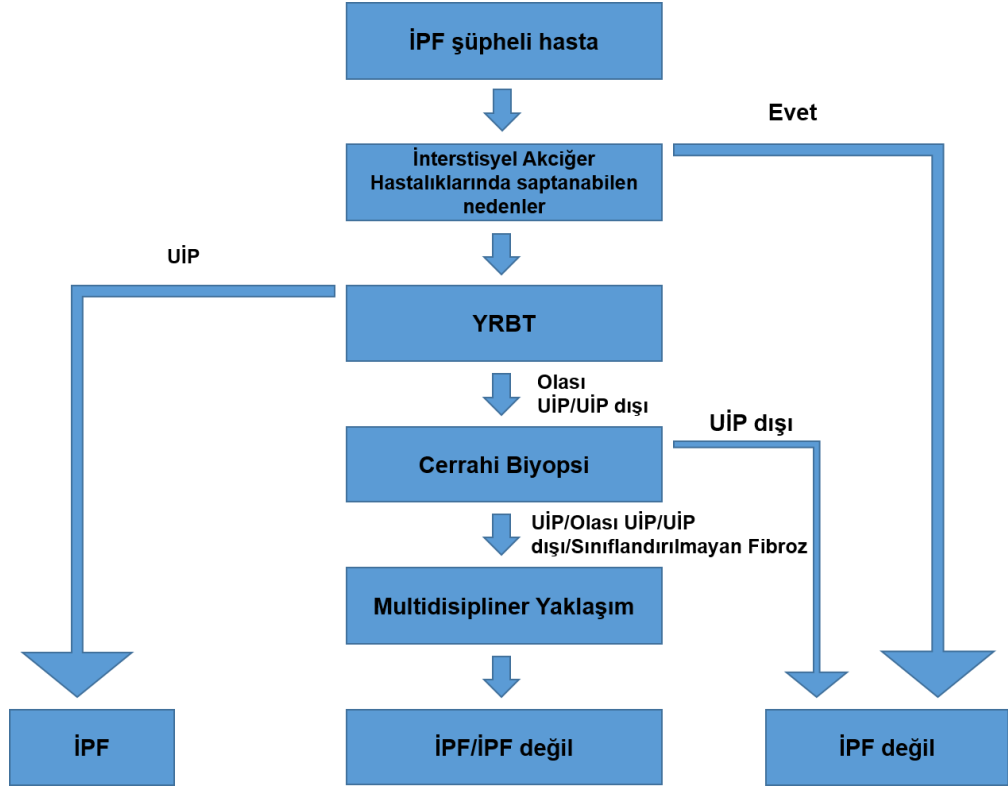 İPF şüpheli hasta
Evet
İnterstisyel Akciğer
Hastalıklarında saptanabilen
nedenler
UİP
YRBT
Olası
UİP/UİP dışı
UİP dışı
Cerrahi Biyopsi
UİP/Olası UİP/UİP
dışı/Sınıflandırılmayan Fibroz
Multidisipliner Yaklaşım
İPF
İPF/İPF değil
İPF değil